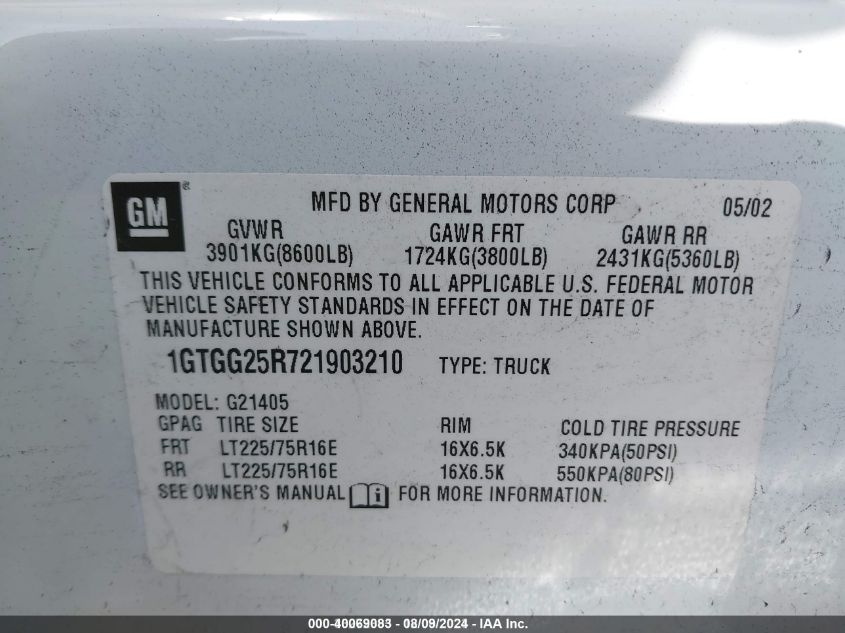 GM ®
MFD BY GENERAL MOTORS CORP 05/02
GVWR GAWR FRT GAWR RR
3901KG(8600LB) 1724KG(3800LB) 2431KG(5360LB)
THIS VEHICLE CONFORMS TO ALL APPLICABLE U.S. FEDERAL MOTOR
VEHICLE SAFETY STANDARDS IN EFFECT ON THE DATE OF
MANUFACTURE SHOWN ABOVE.
1GTGG25R721903210 TYPE: TRUCK
MODEL: G21405
GPAG TIRE SIZE RIM COLD TIRE PRESSURE
FRT LT225/75R16E 16X6.5K 340KPA(50PSI)
RR LT225/75R16E 16X6.5K 550KPA(80PSI)
SEE OWNER'S MANUAL i FOR MORE INFORMATION.
000-40069083 - 08/09/2024 - IAA Inc.